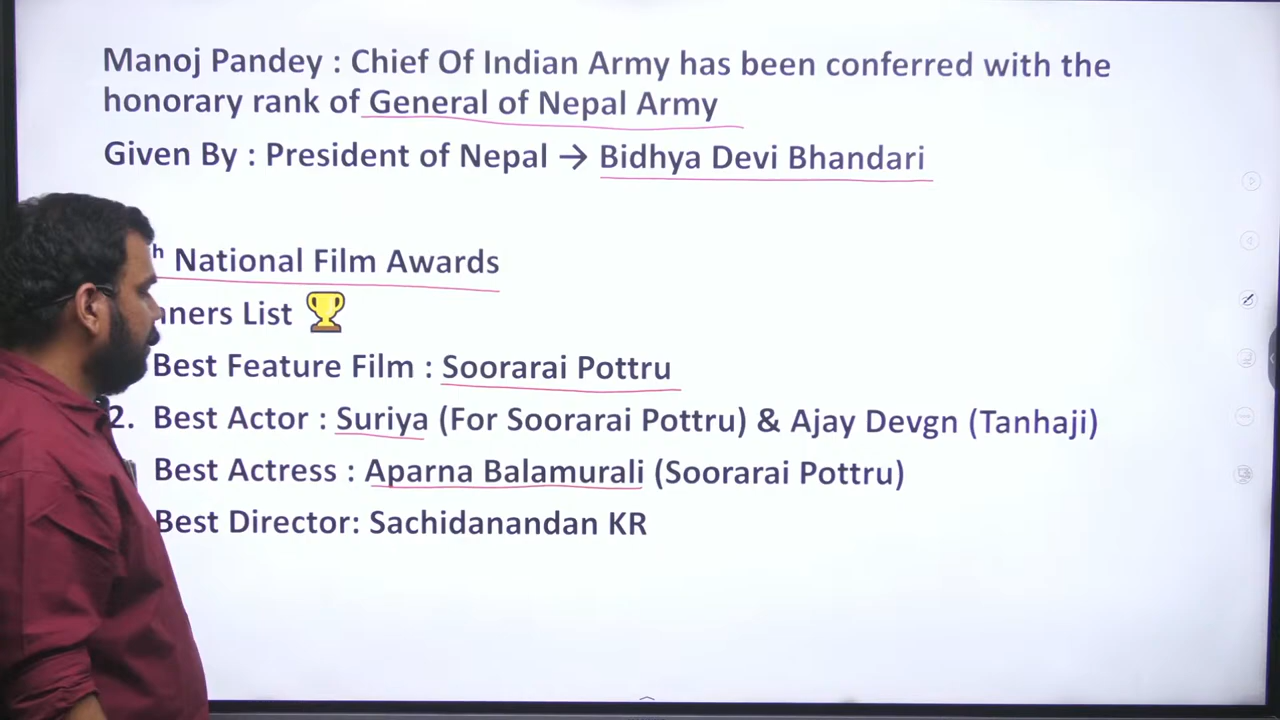 Manoj Pandey : Chief Of Indian Army has been conferred with the
honorary rank of General of Nepal Army
Given By : President of Nepal → Bidhya Devi Bhandari
h National Film Awards
nners List 🏆
Best Feature Film : Soorarai Pottru
2. Best Actor : Suriya (For Soorarai Pottru) & Ajay Devgn (Tanhaji)
Best Actress : Aparna Balamurali (Soorarai Pottru)
Best Director: Sachidanandan KR